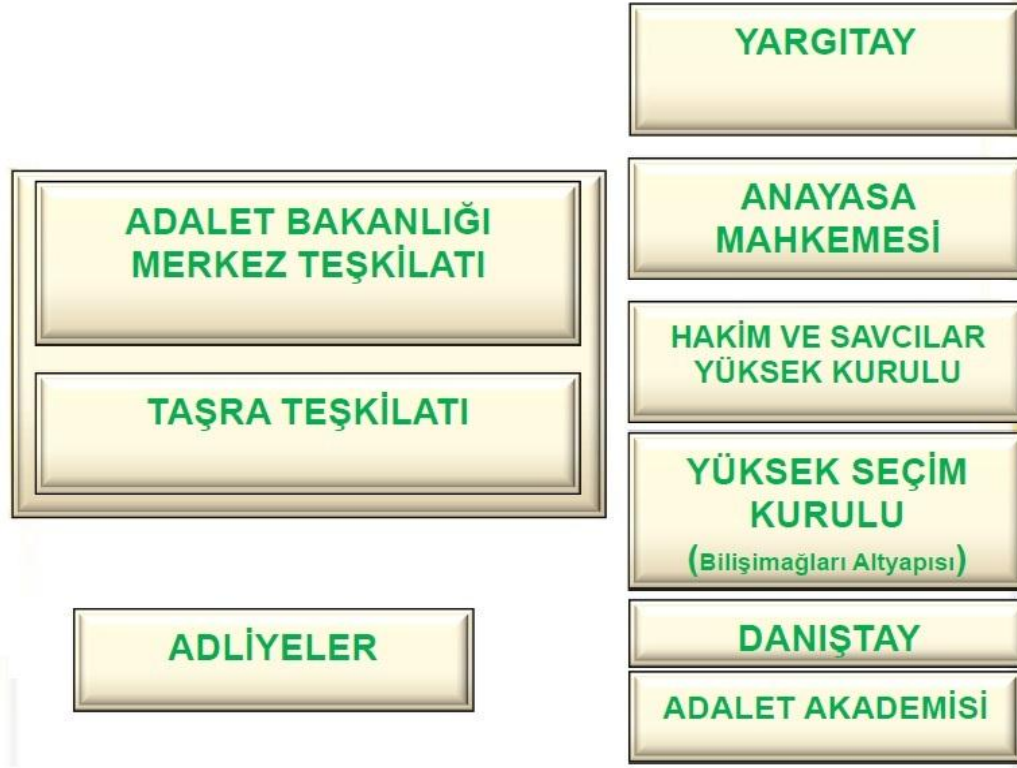 ADALET BAKANLIĞI
MERKEZ TEŞKİLATI
TAŞRA TEŞKİLATI
ADLİYELER
YARGITAY
ANAYASA
MAHKEMESİ
HAKİM VE SAVCILAR
YÜKSEK KURULU
YÜKSEK SEÇİM
KURULU
(Bilişimağları Altyapısı)
DANIŞTAY
ADALET AKADEMİSİ